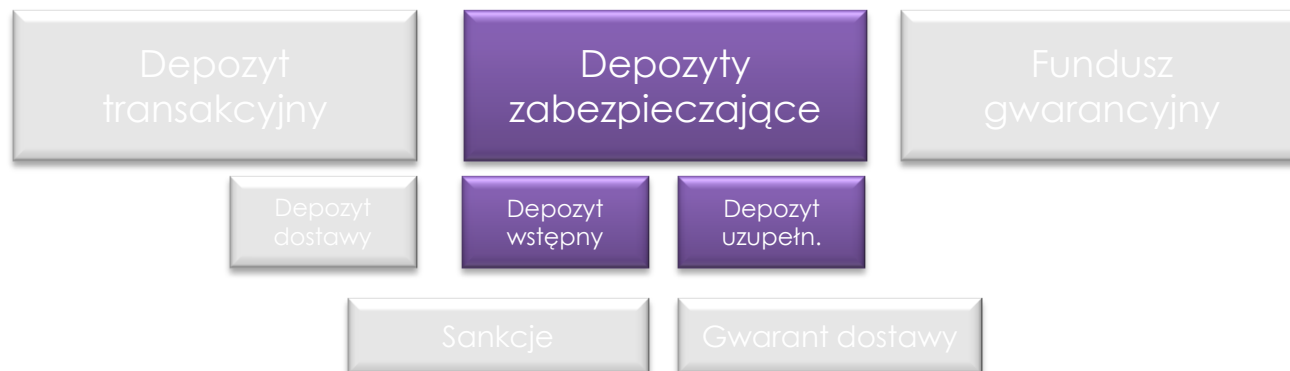 Depozyt
transakcyjny
Depozyty
zabezpieczające
Fundusz
gwarancyjny
Depozyt
dostawy
Depozyt
wstępny
Depozyt
uzupełn.
Sankcje
Gwarant dostawy